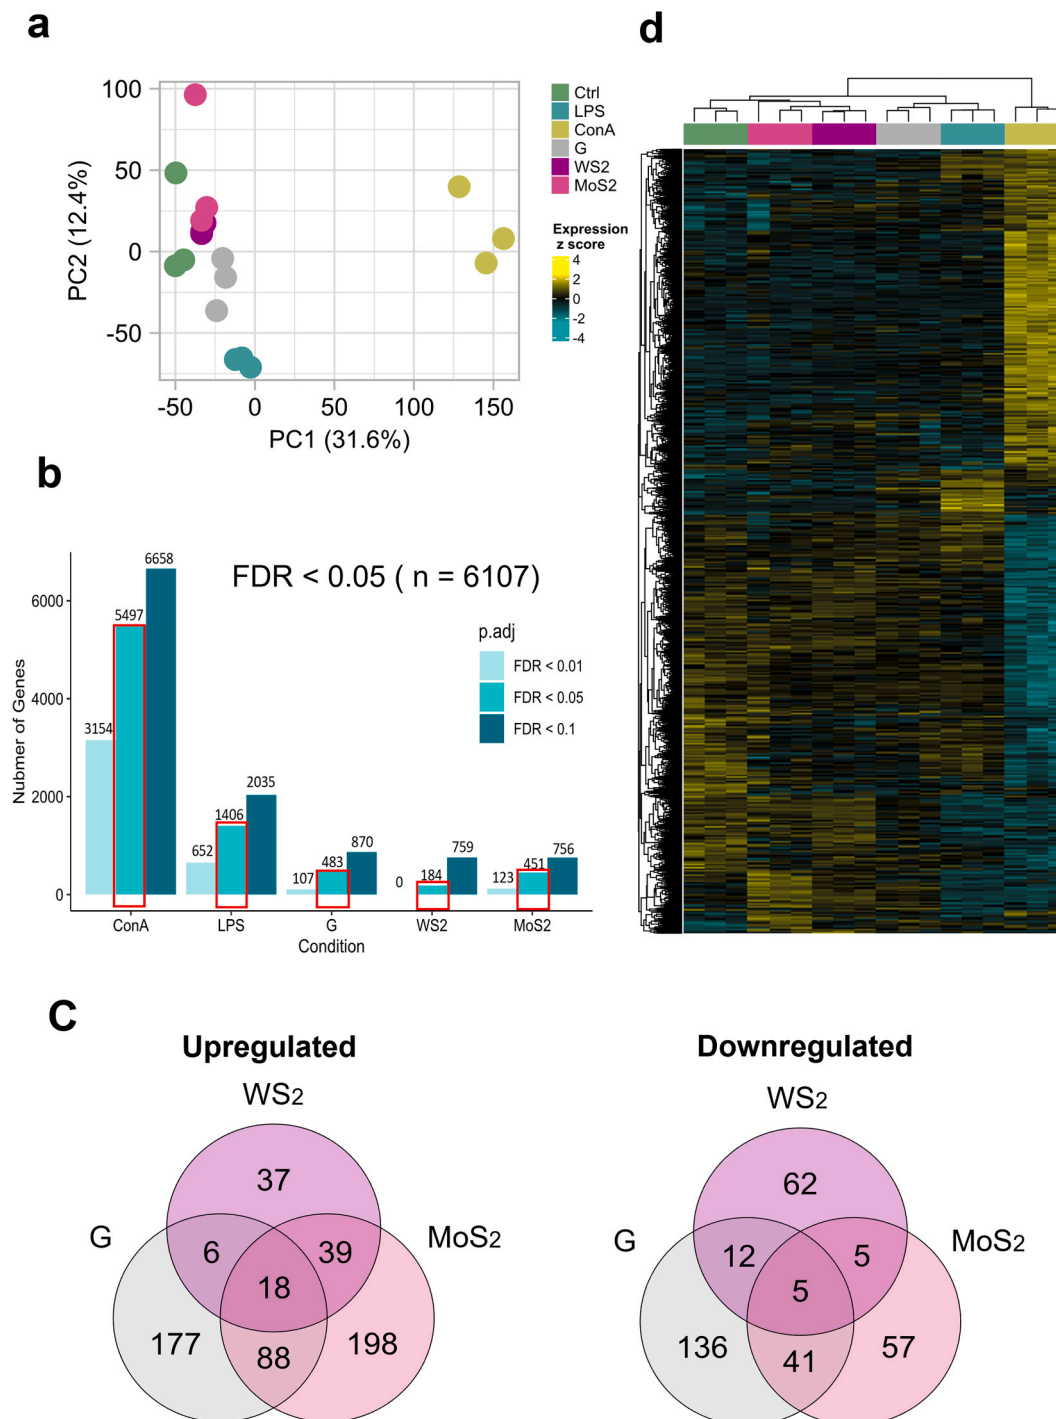 a
d
100
50
0
-50
-50
0
50
100
150
PC1 (31.6%)
PC2 (12.4%)
Ctrl
LPS
ConA
G
WS2
MoS2
Expression
z score
4
2
0
-2
-4
b
FDR < 0.05 ( n = 6107)
p.adj
FDR < 0.01
FDR < 0.05
FDR < 0.1
Nubmer of Genes
6000
4000
2000
0
3154
5497
6658
652
1406
2035
107
483
870
0
184
759
123
451
756
ConA
LPS
G
WS2
MoS2
Condition
C
Upregulated
WS2
G
MoS2
37
6
39
18
177
88
198
Downregulated
WS2
G
MoS2
62
12
5
5
136
41
57